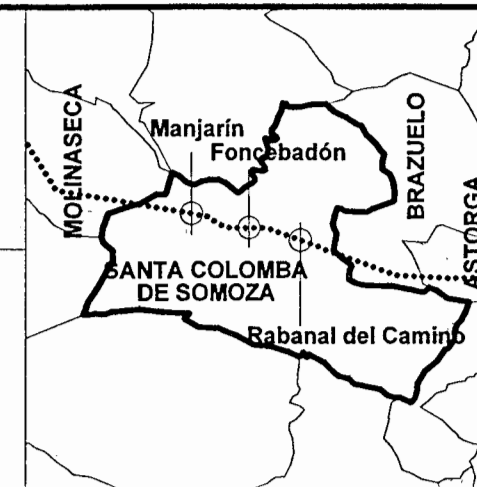 MOLINASECA
Manjarín
Foncebadón
BRAZUELO
ASTORGA
SANTA COLOMBA
DE SOMOZA
Rabanal del Camino